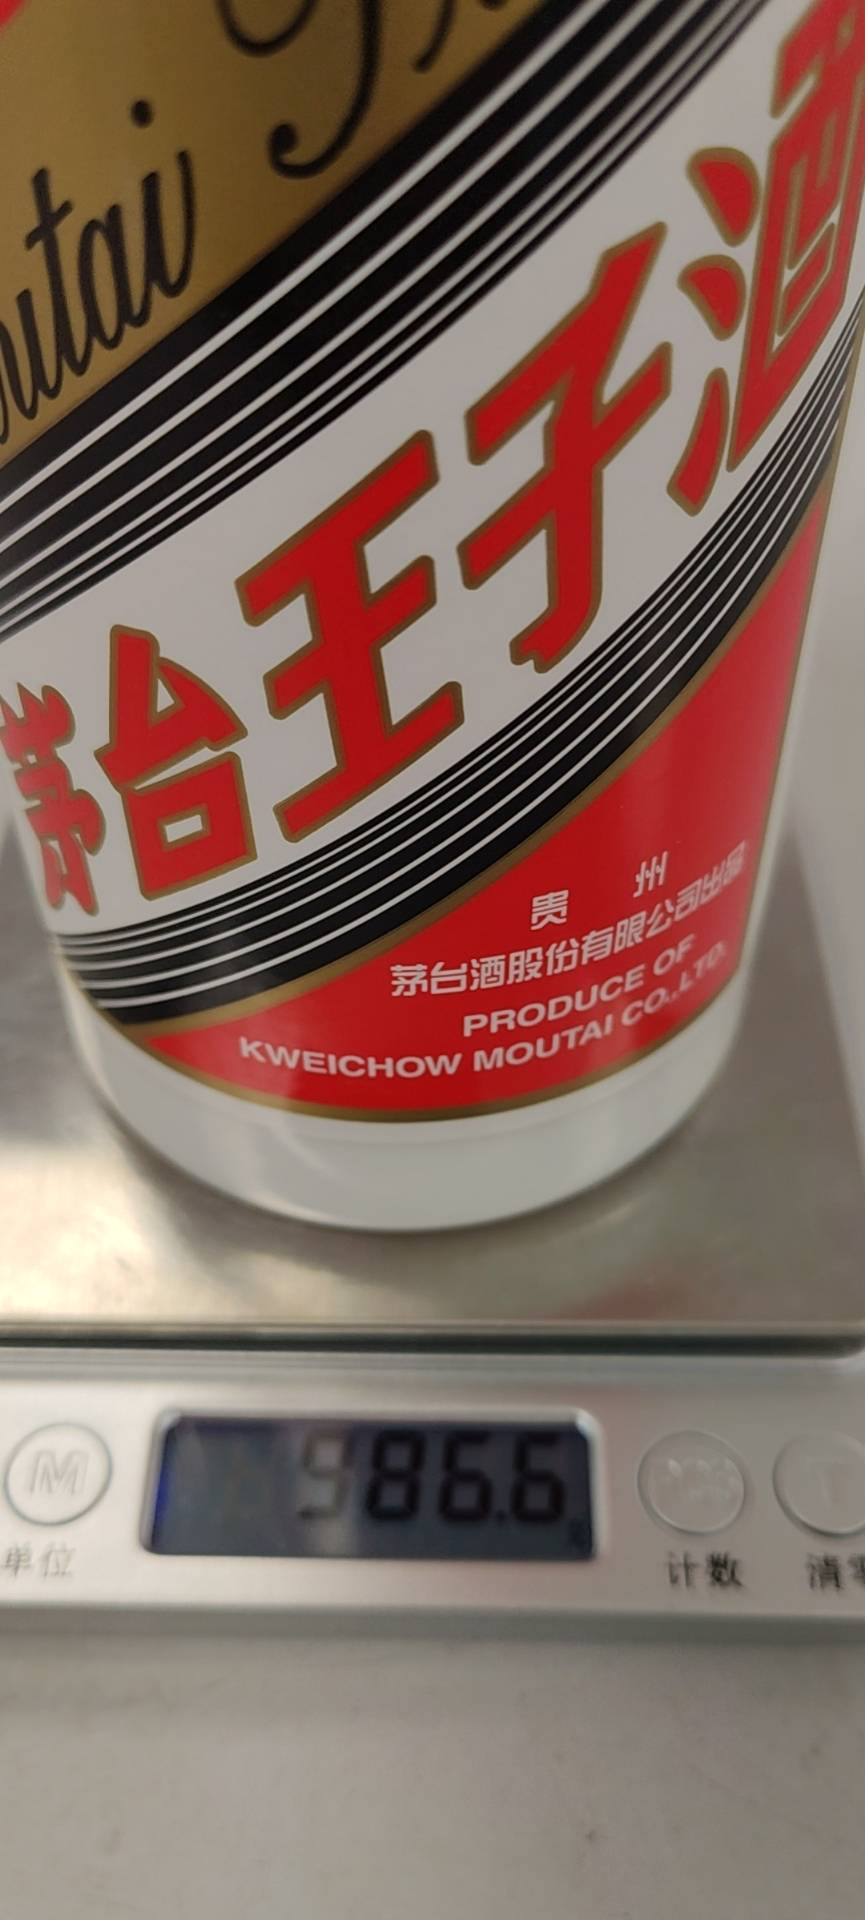 茅台王子酒
贵 州
茅台酒股份有限公司出品
PRODUCE OF
KWEICHOW MOUTAI CO.,LTD.
986.6
M
单位
计数